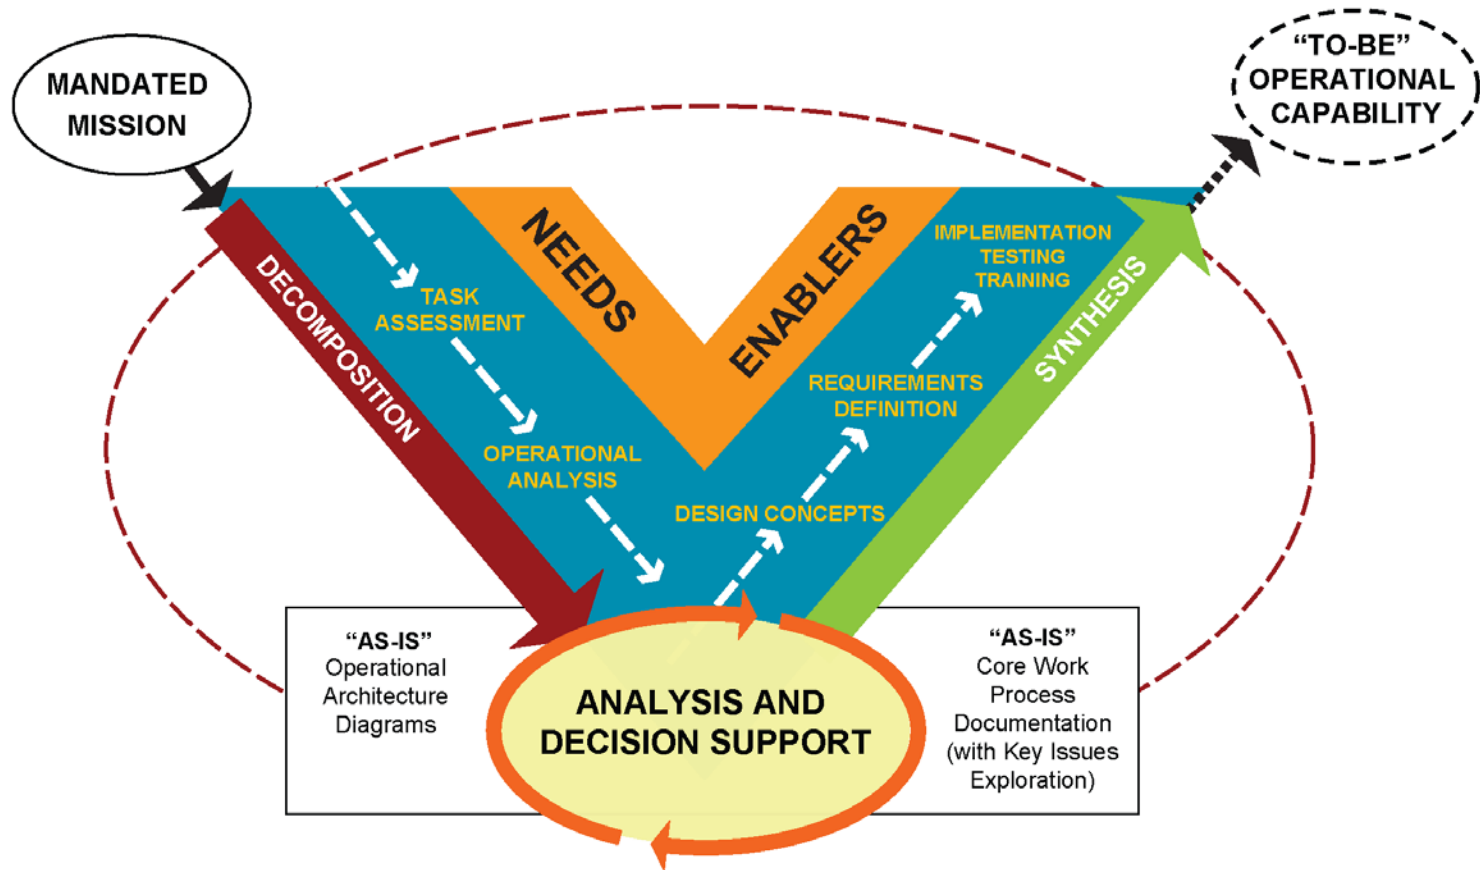 MANDATED
MISSION
“TO-BE”
OPERATIONAL
CAPABILITY
DECOMPOSITION
NEEDS
ENABLERS
SYNTHESIS
TASK
ASSESSMENT
OPERATIONAL
ANALYSIS
DESIGN CONCEPTS
REQUIREMENTS
DEFINITION
IMPLEMENTATION
TESTING
TRAINING
“AS-IS”
Operational
Architecture
Diagrams
ANALYSIS AND
DECISION SUPPORT
“AS-IS”
Core Work
Process
Documentation
(with Key Issues
Exploration)